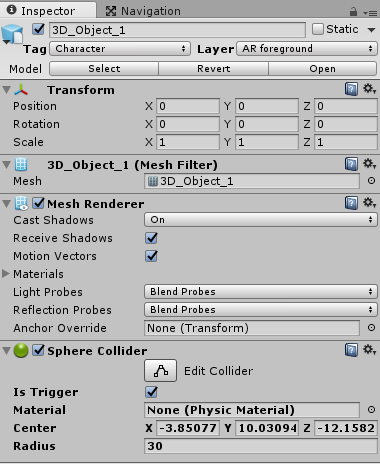 Inspector Navigation
3D_Object_1 Static
Tag Character Layer AR foreground
Model Select Revert Open
Transform
Position X 0 Y 0 Z 0
Rotation X 0 Y 0 Z 0
Scale X 1 Y 1 Z 1
3D_Object_1 (Mesh Filter)
Mesh 3D_Object_1
Mesh Renderer
Cast Shadows On
Receive Shadows
Motion Vectors
Materials
Light Probes Blend Probes
Reflection Probes Blend Probes
Anchor Override None (Transform)
Sphere Collider
Edit Collider
Is Trigger
Material None (Physic Material)
Center X -3.85077 Y 10.03094 Z -12.1582
Radius 30